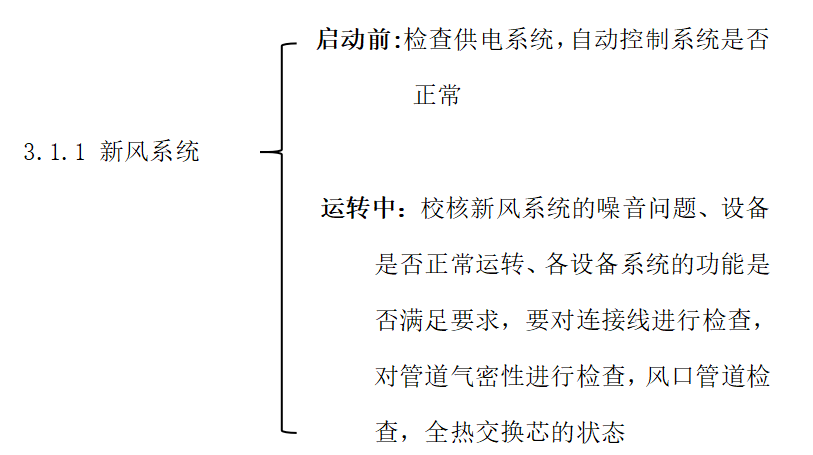 3.1.1 新风系统
启动前:检查供电系统,自动控制系统是否
正常
运转中：校核新风系统的噪音问题、设备
是否正常运转、各设备系统的功能是
否满足要求，要对连接线进行检查，
对管道气密性进行检查,风口管道检
查，全热交换芯的状态